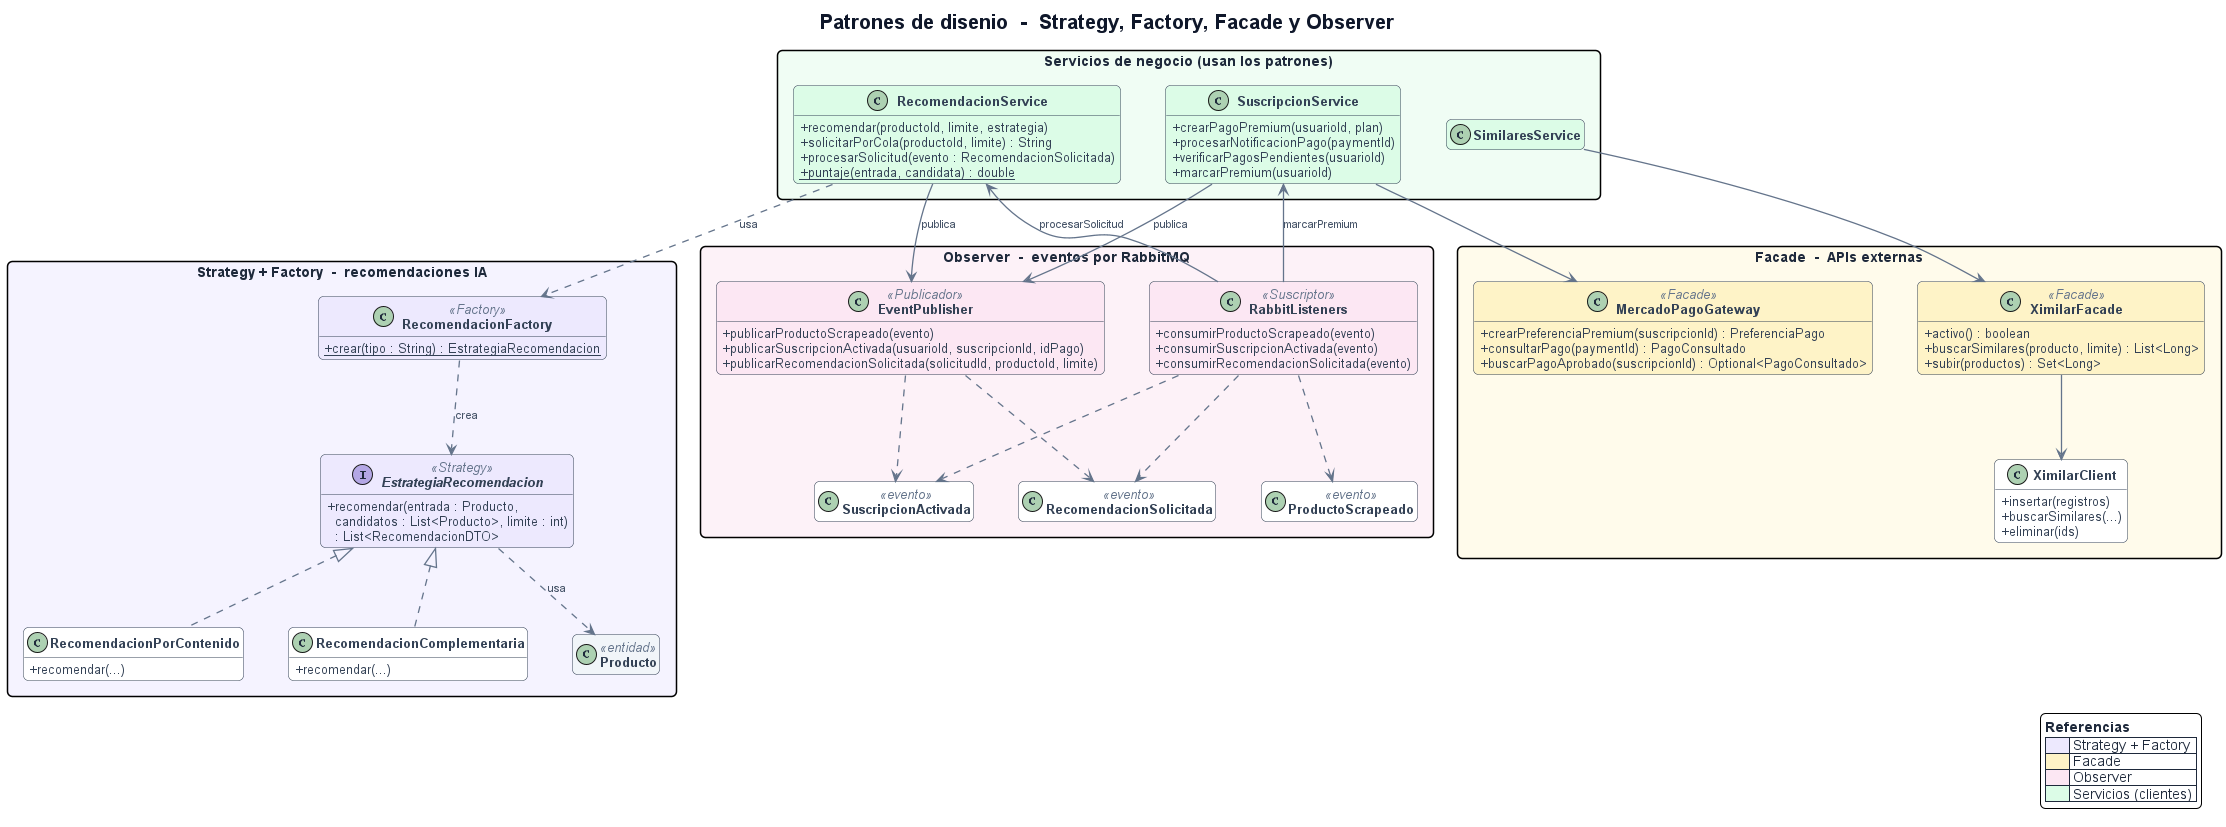 Patrones de disenio - Strategy, Factory, Facade y Observer
Servicios de negocio (usan los patrones)
C RecomendacionService
+recomendar(productoId, limite, estrategia)
+solicitarPorCola(productoId, limite) : String
+procesarSolicitud(evento : RecomendacionSolicitada)
+puntaje(entrada, candidata) : double
C SuscripcionService
+crearPagoPremium(usuarioId, plan)
+procesarNotificacionPago(paymentId)
+verificarPagosPendientes(usuarioId)
+marcarPremium(usuarioId)
C SimilaresService
usa
publica
procesarSolicitud
publica
marcarPremium
Strategy + Factory - recomendaciones IA
«Factory»
C RecomendacionFactory
+crear(tipo : String) : EstrategiaRecomendacion
crea
«Strategy»
I EstrategiaRecomendacion
+recomendar(entrada : Producto,
candidatos : List<Producto>, limite : int)
: List<RecomendacionDTO>
usa
C RecomendacionPorContenido
+recomendar(...)
C RecomendacionComplementaria
+recomendar(...)
«entidad»
C Producto
Observer - eventos por RabbitMQ
«Publicador»
C EventPublisher
+publicarProductoScrapeado(evento)
+publicarSuscripcionActivada(usuarioId, suscripcionId, idPago)
+publicarRecomendacionSolicitada(solicitudId, productoId, limite)
«Suscriptor»
C RabbitListeners
+consumirProductoScrapeado(evento)
+consumirSuscripcionActivada(evento)
+consumirRecomendacionSolicitada(evento)
«evento»
C SuscripcionActivada
«evento»
C RecomendacionSolicitada
«evento»
C ProductoScrapeado
Facade - APIs externas
«Facade»
C MercadoPagoGateway
+crearPreferenciaPremium(suscripcionId) : PreferenciaPago
+consultarPago(paymentId) : PagoConsultado
+buscarPagoAprobado(suscripcionId) : Optional<PagoConsultado>
«Facade»
C XimilarFacade
+activo() : boolean
+buscarSimilares(producto, limite) : List<Long>
+subir(productos) : Set<Long>
C XimilarClient
+insertar(registros)
+buscarSimilares(...)
+eliminar(ids)
Referencias
Strategy + Factory
Facade
Observer
Servicios (clientes)